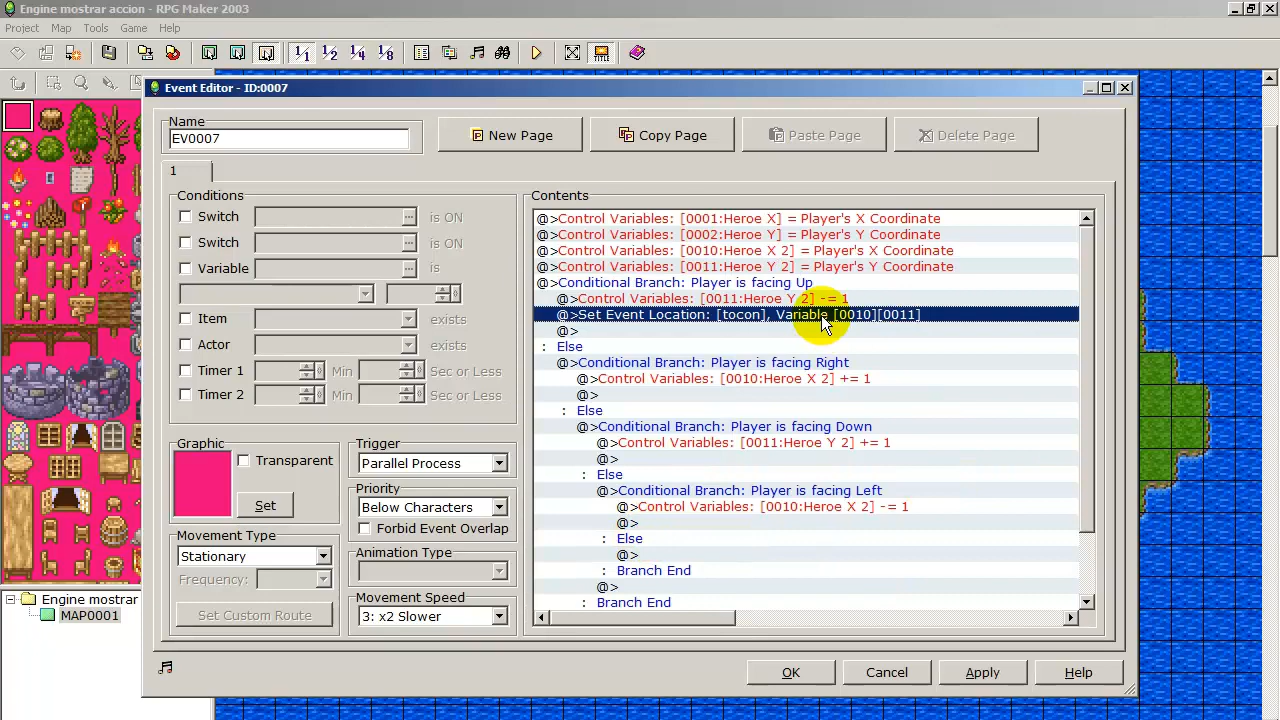 Engine mostrar accion - RPG Maker 2003
Project Map Tools Game Help
1/1 1/2 1/4 1/8
Event Editor - ID:0007
Name
EV0007
New Page
Copy Page
Paste Page
Delete Page
1
Conditions
Switch ... is ON
Switch ... is ON
Variable ... is
Item exists
Actor exists
Timer 1 Min Sec or Less
Timer 2 Min Sec or Less
Graphic
Transparent
Set
Trigger
Parallel Process
Priority
Below Characters
Forbid Event Overlap
Movement Type
Stationary
Frequency:
Set Custom Route
Animation Type
Movement Speed
3: x2 Slower
Contents
@>Control Variables: [0001:Heroe X] = Player's X Coordinate
@>Control Variables: [0002:Heroe Y] = Player's Y Coordinate
@>Control Variables: [0010:Heroe X 2] = Player's X Coordinate
@>Control Variables: [0011:Heroe Y 2] = Player's Y Coordinate
@>Conditional Branch: Player is facing Up
@>Control Variables: [0011:Heroe Y 2] -= 1
@>Set Event Location: [tocon], Variable [0010][0011]
@>
: Else
@>Conditional Branch: Player is facing Right
@>Control Variables: [0010:Heroe X 2] += 1
@>
: Else
@>Conditional Branch: Player is facing Down
@>Control Variables: [0011:Heroe Y 2] += 1
@>
: Else
@>Conditional Branch: Player is facing Left
@>Control Variables: [0010:Heroe X 2] -= 1
@>
: Else
@>
: Branch End
@>
: Branch End
Engine mostrar
MAP0001
OK
Cancel
Apply
Help